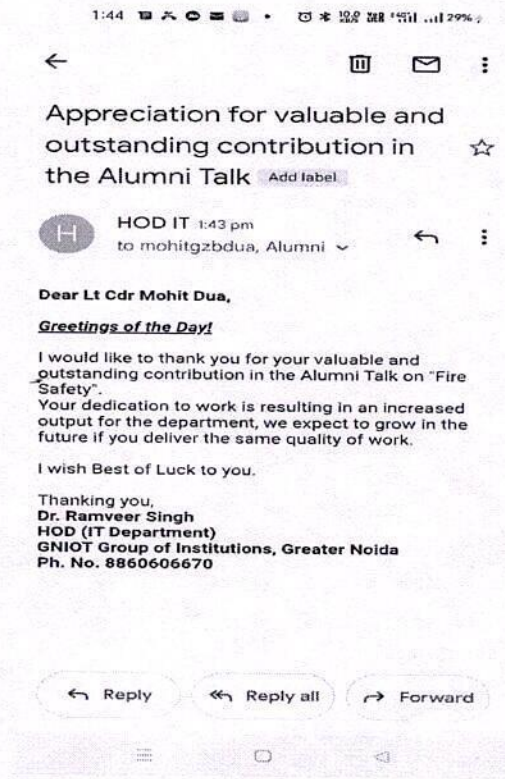 1:44 29%
Appreciation for valuable and
outstanding contribution in
the Alumni Talk Add label
H
HOD IT 1:43 pm
to mohitgzbdua, Alumni
Dear Lt Cdr Mohit Dua,
Greetings of the Day!
I would like to thank you for your valuable and
outstanding contribution in the Alumni Talk on "Fire
Safety".
Your dedication to work is resulting in an increased
output for the department, we expect to grow in the
future if you deliver the same quality of work.
I wish Best of Luck to you.
Thanking you,
Dr. Ramveer Singh
HOD (IT Department)
GNIOT Group of Institutions, Greater Noida
Ph. No. 8860606670
Reply Reply all Forward